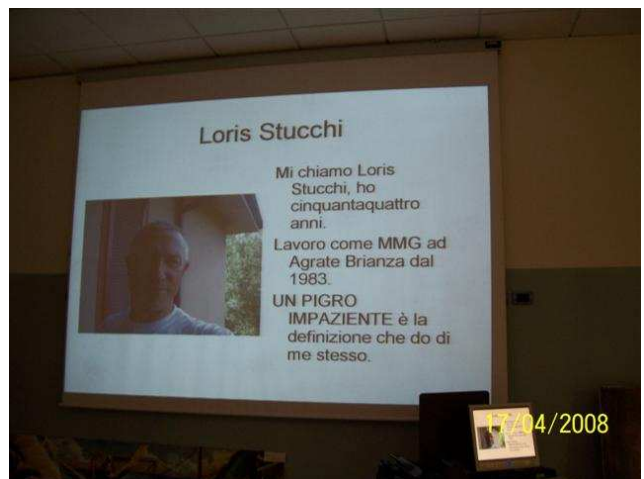 Loris Stucchi
Mi chiamo Loris
Stucchi, ho
cinquantaquattro
anni.
Lavoro come MMG ad
Agrate Brianza dal
1983.
UN PIGRO
IMPAZIENTE è la
definizione che do di
me stesso.
17/04/2008